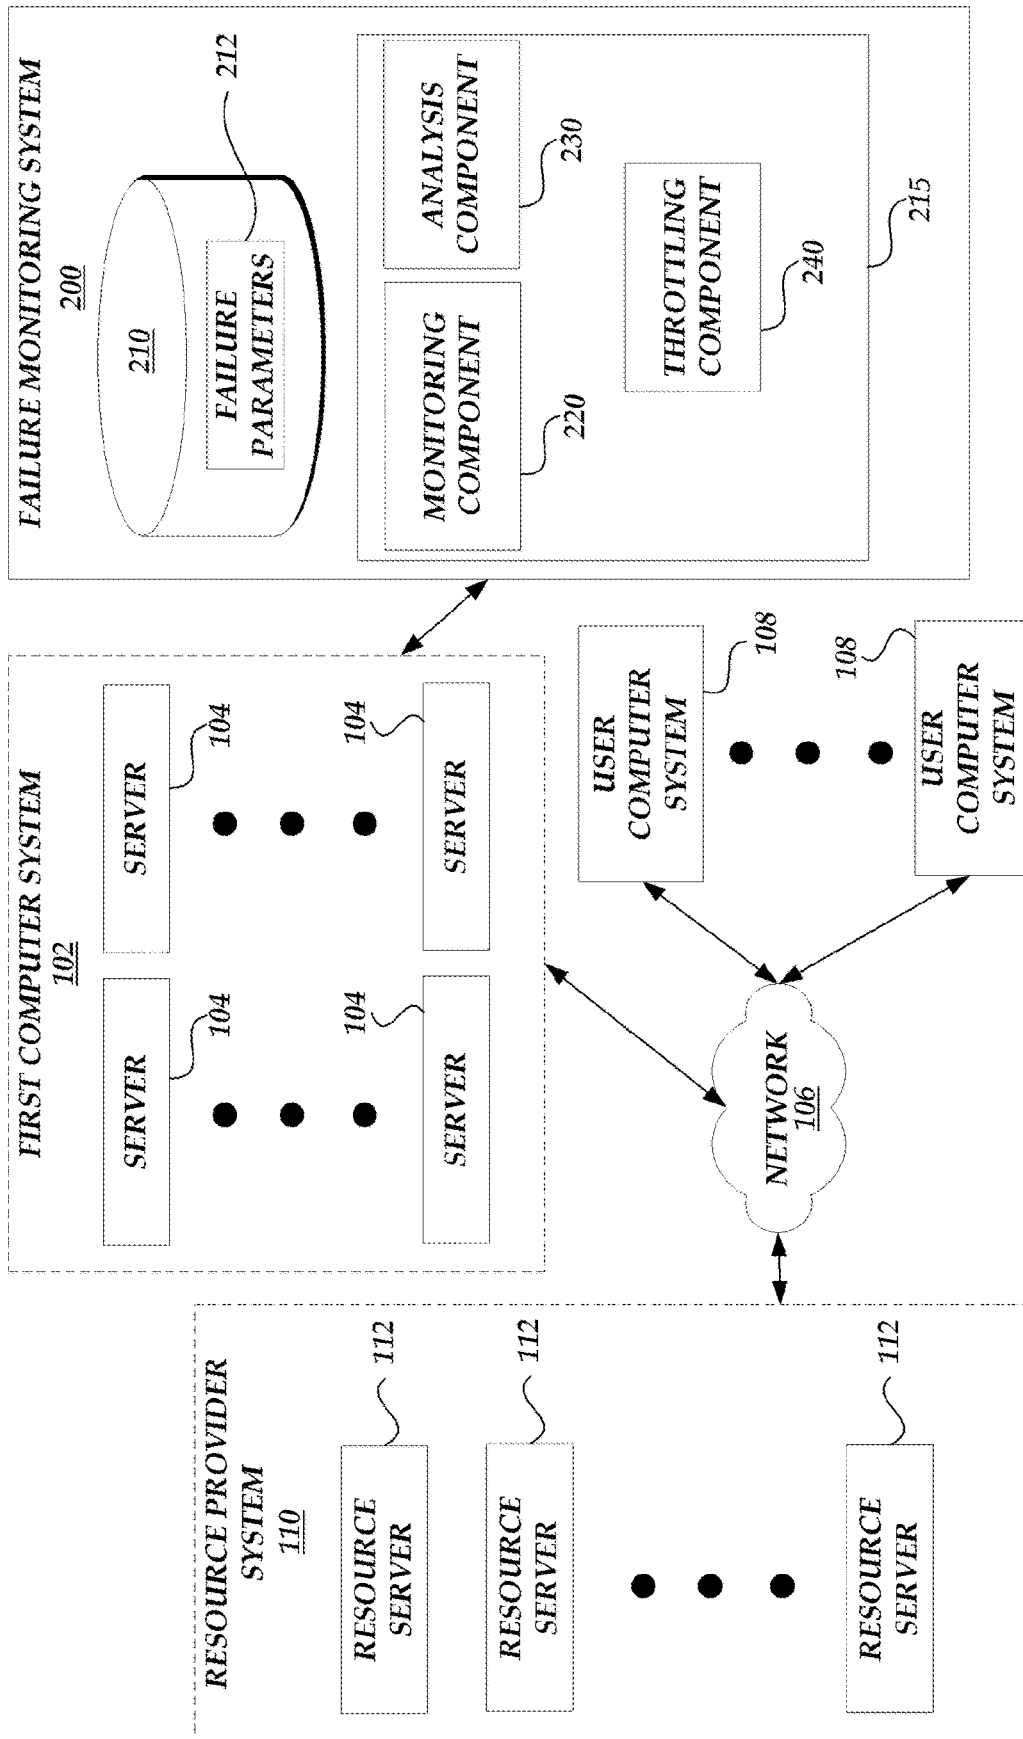 RESOURCE PROVIDER
SYSTEM
110
RESOURCE
SERVER
112
RESOURCE
SERVER
112
RESOURCE
SERVER
112
FIRST COMPUTER SYSTEM
102
SERVER
104
SERVER
104
SERVER
104
SERVER
104
NETWORK
106
USER
COMPUTER
SYSTEM
108
USER
COMPUTER
SYSTEM
108
FAILURE MONITORING SYSTEM
200
210
FAILURE
PARAMETERS
212
MONITORING
COMPONENT
220
ANALYSIS
COMPONENT
230
THROTTLING
COMPONENT
240
215